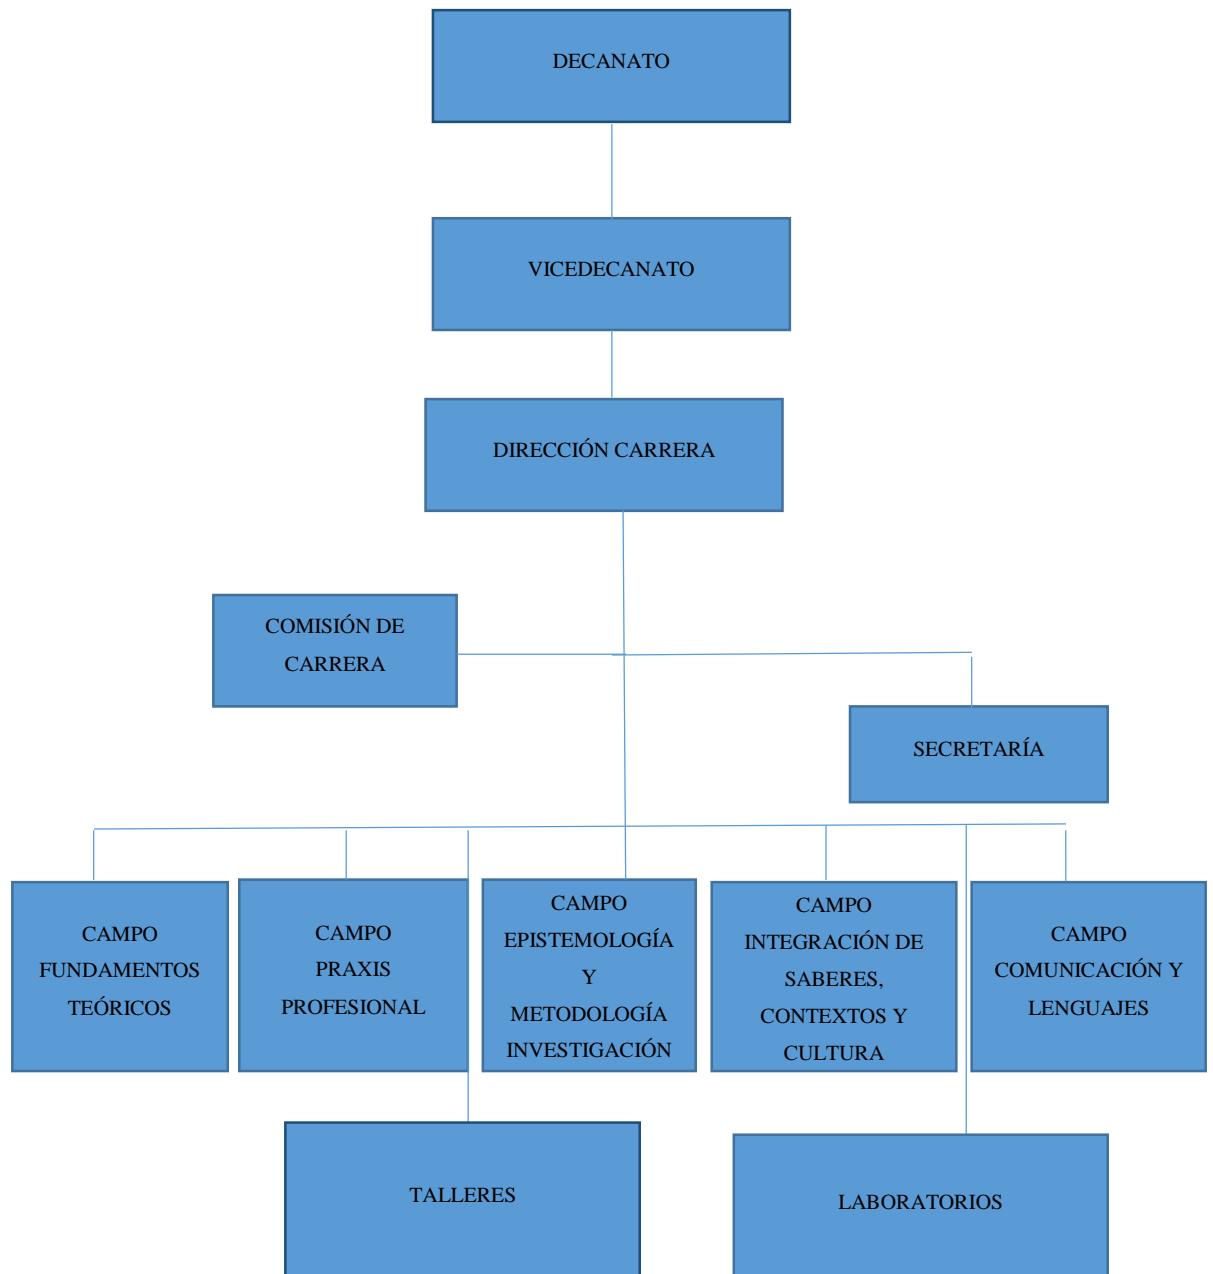 DECANATO
VICEDECANATO
DIRECCIÓN CARRERA
COMISIÓN DE
CARRERA
SECRETARÍA
CAMPO
FUNDAMENTOS
TEÓRICOS
CAMPO
PRAXIS
PROFESIONAL
CAMPO
EPISTEMOLOGÍA
Y
METODOLOGÍA
INVESTIGACIÓN
CAMPO
INTEGRACIÓN DE
SABERES,
CONTEXTOS Y
CULTURA
CAMPO
COMUNICACIÓN Y
LENGUAJES
TALLERES
LABORATORIOS